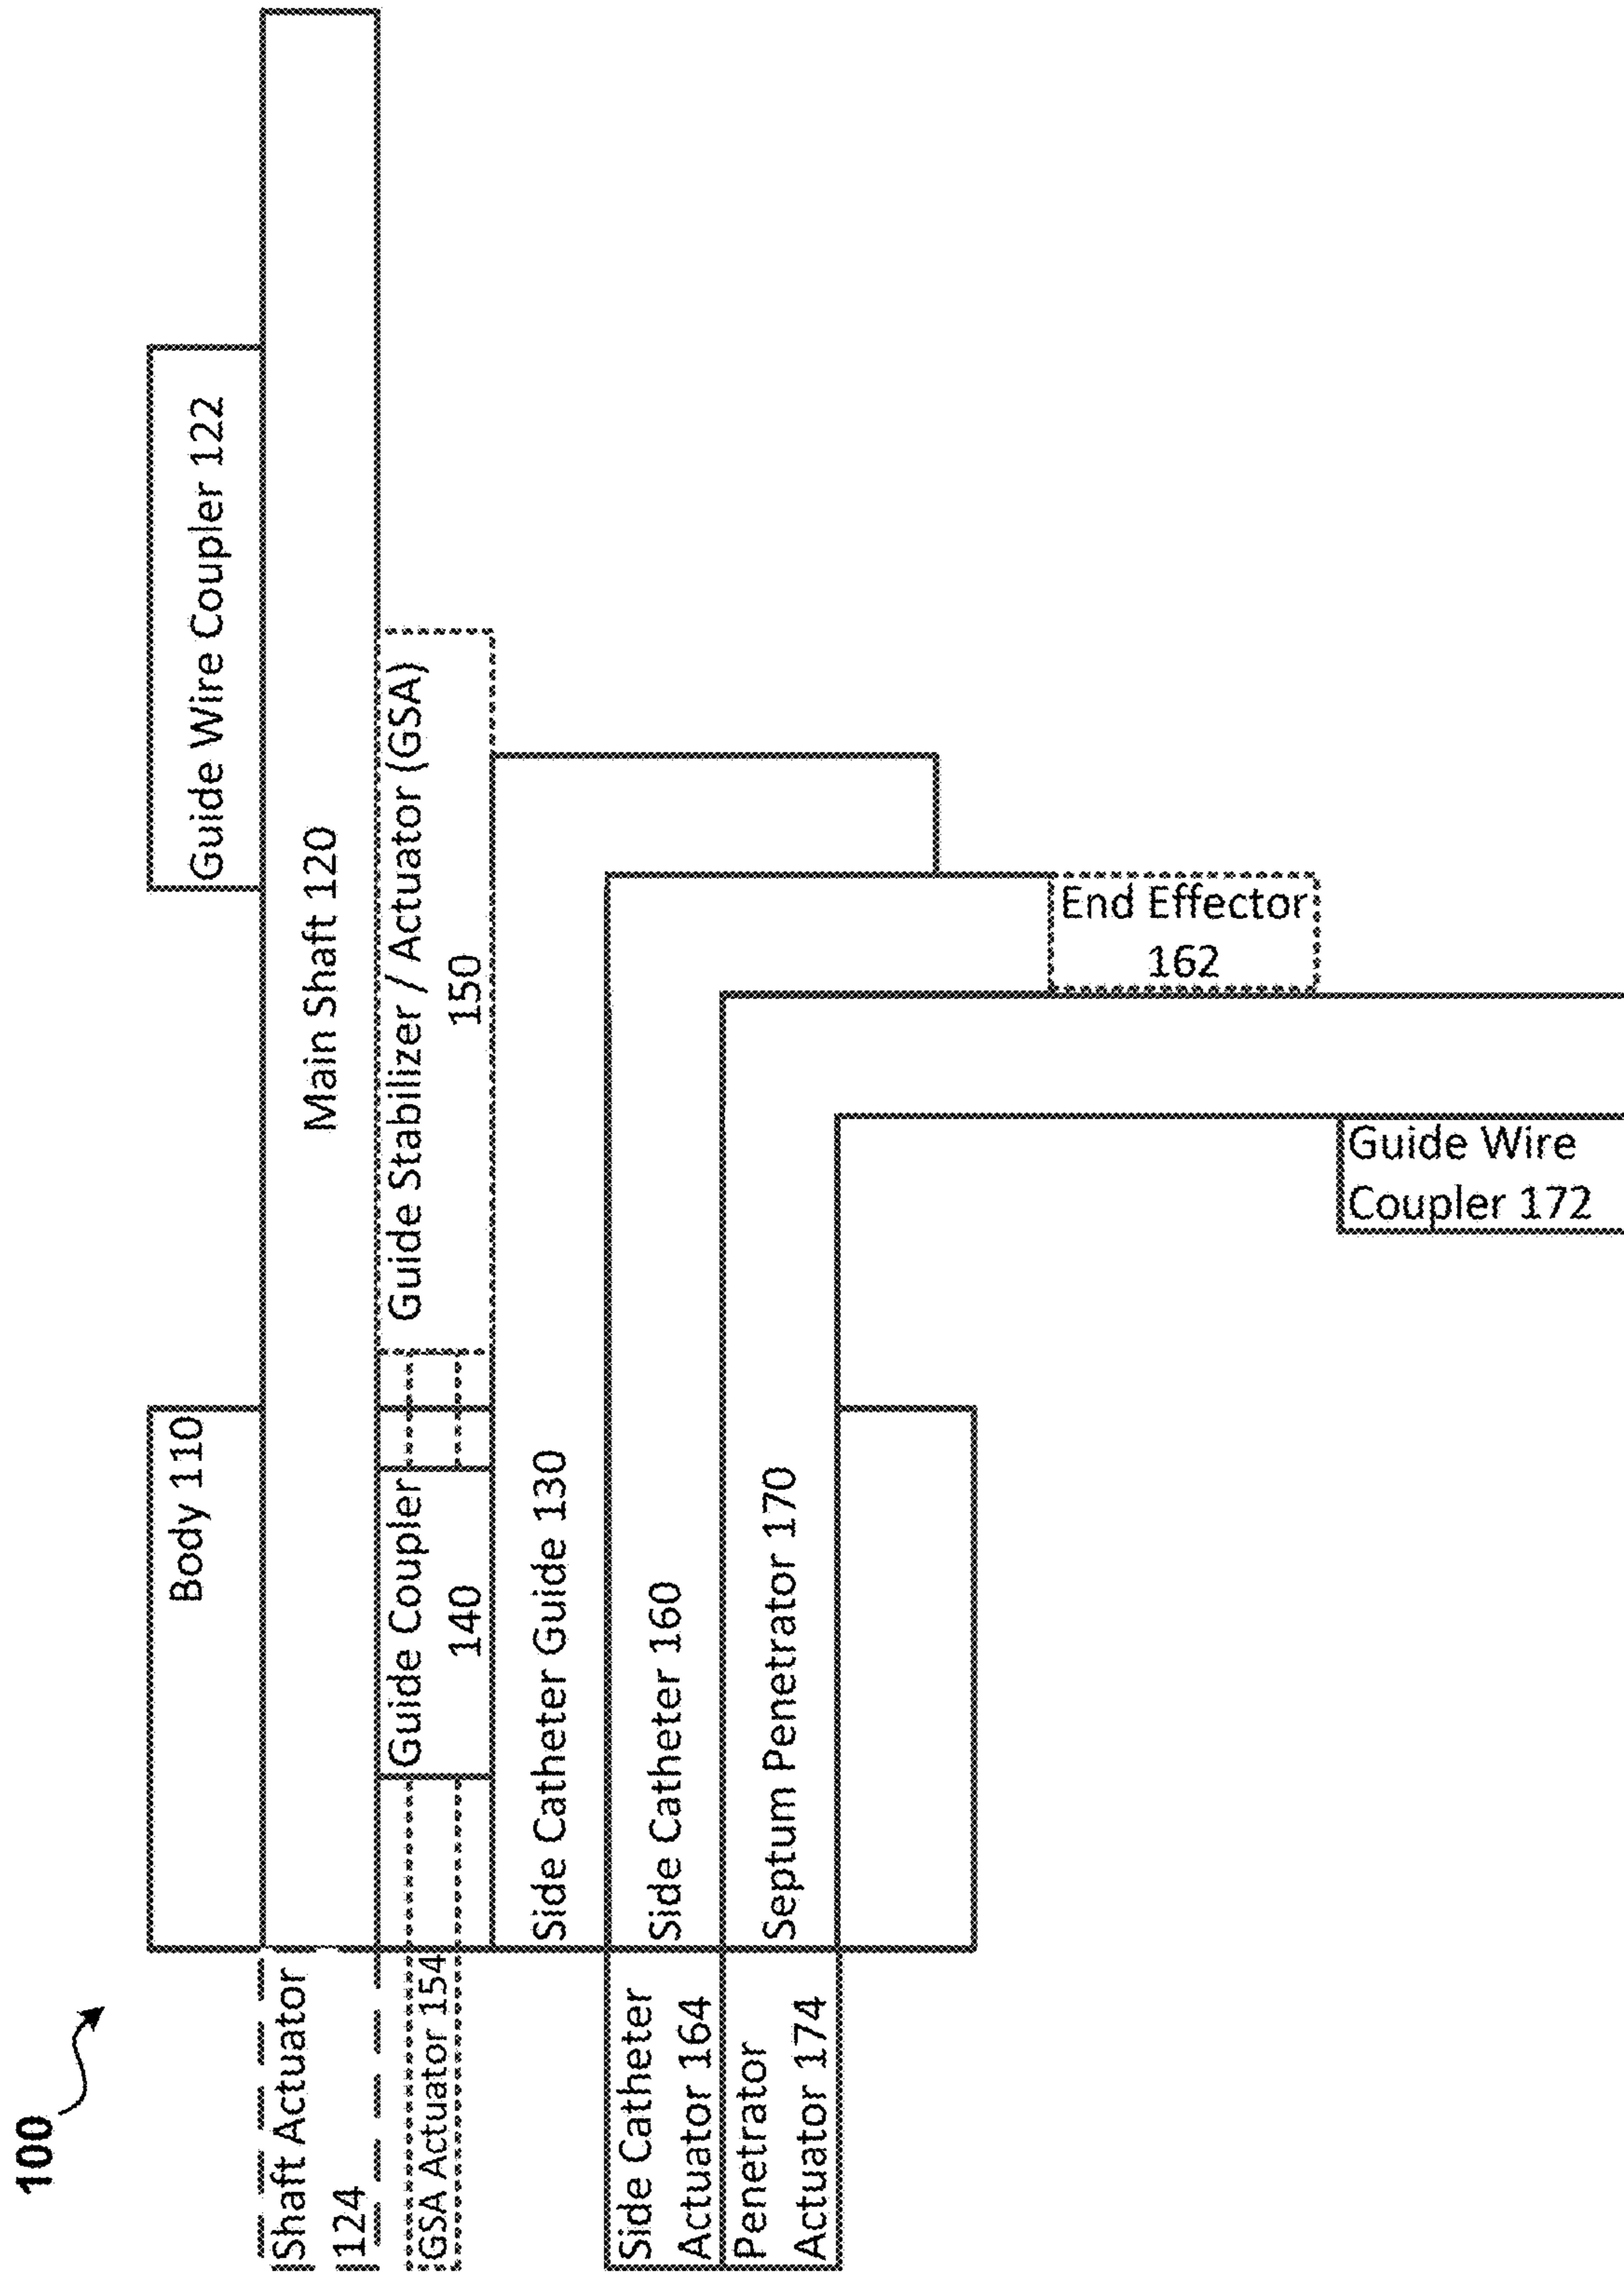 100
Body 110
Guide Wire Coupler 122
Main Shaft 120
Shaft Actuator
124
Guide Coupler
140
Guide Stabilizer / Actuator (GSA)
150
GSA Actuator 154
Side Catheter Guide 130
Side Catheter 160
Side Catheter
Actuator 164
End Effector
162
Septum Penetrator 170
Penetrator
Actuator 174
Guide Wire
Coupler 172